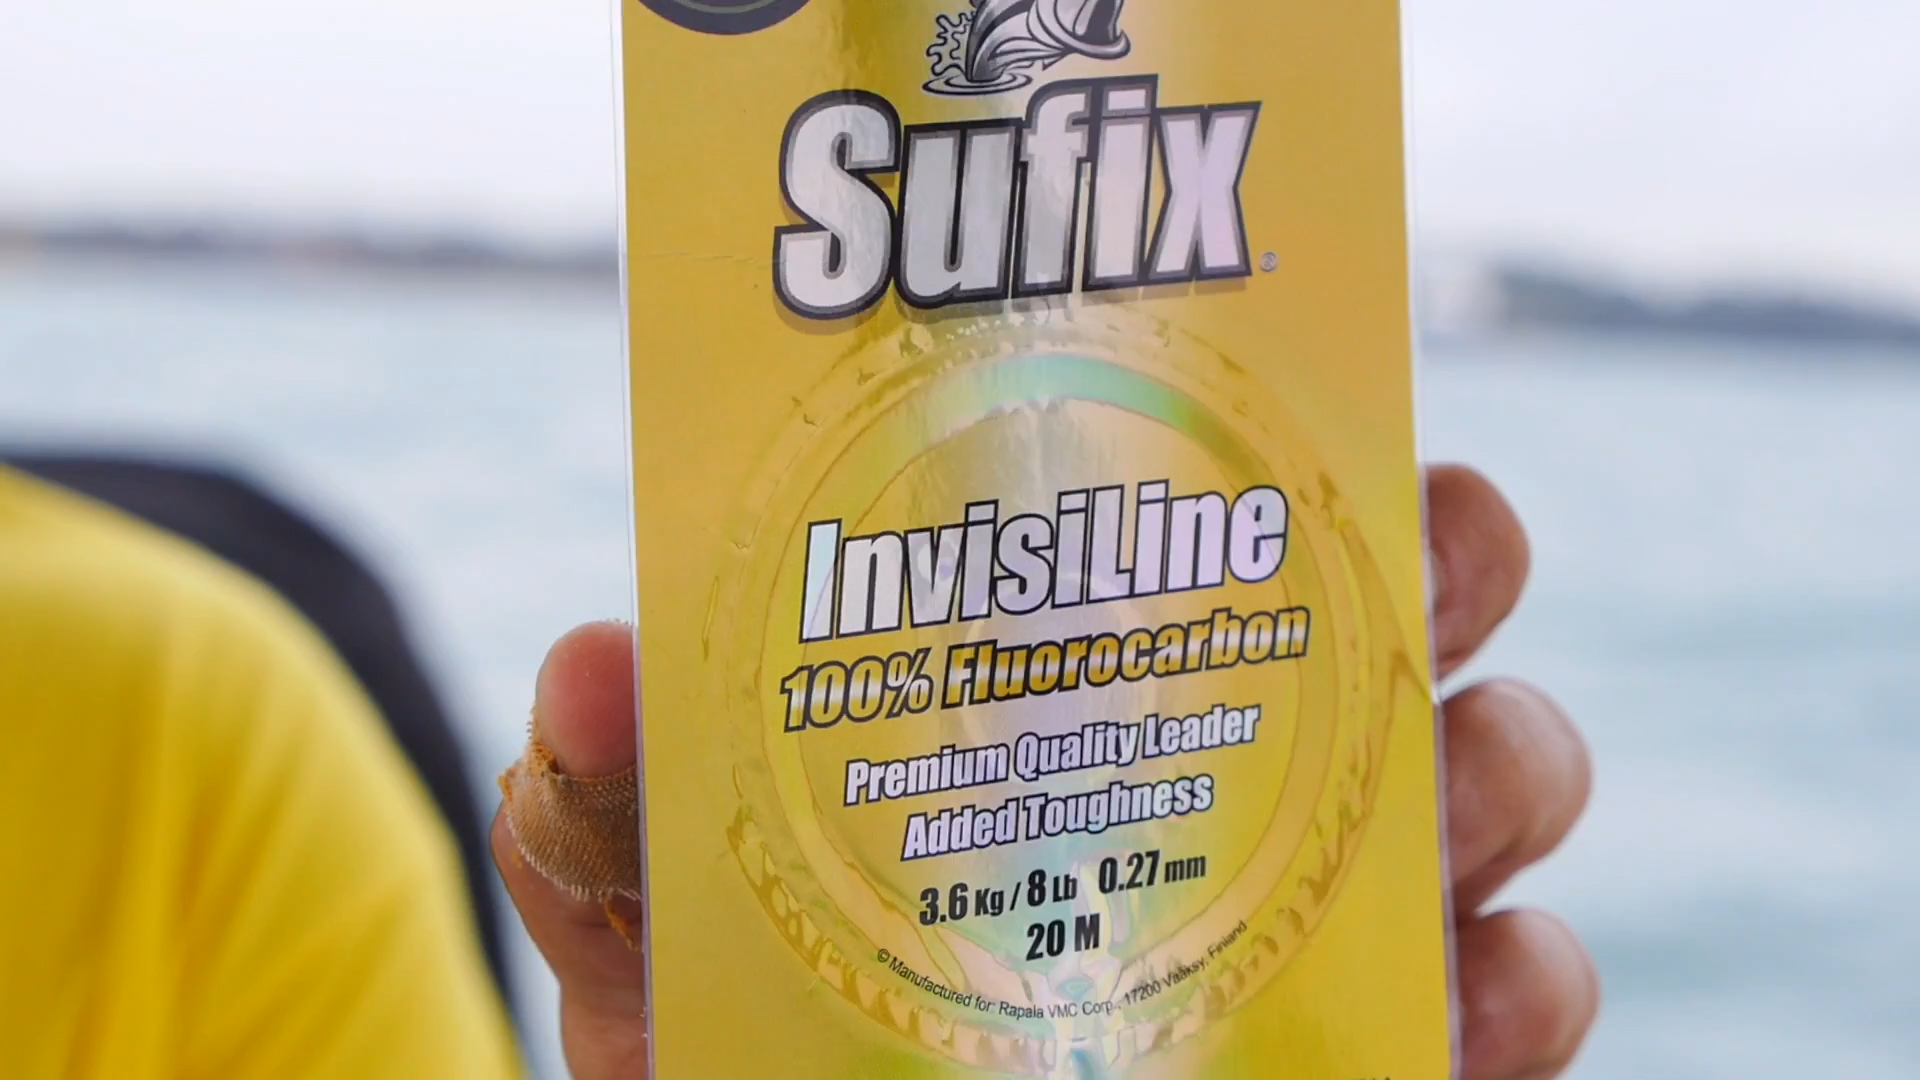 Sufix®
InvisiLine
100% Fluorocarbon
Premium Quality Leader
Added Toughness
3.6 Kg / 8 Lb 0.27 mm
20 M
© Manufactured for: Rapala VMC Corp., 17200 Vääksy, Finland